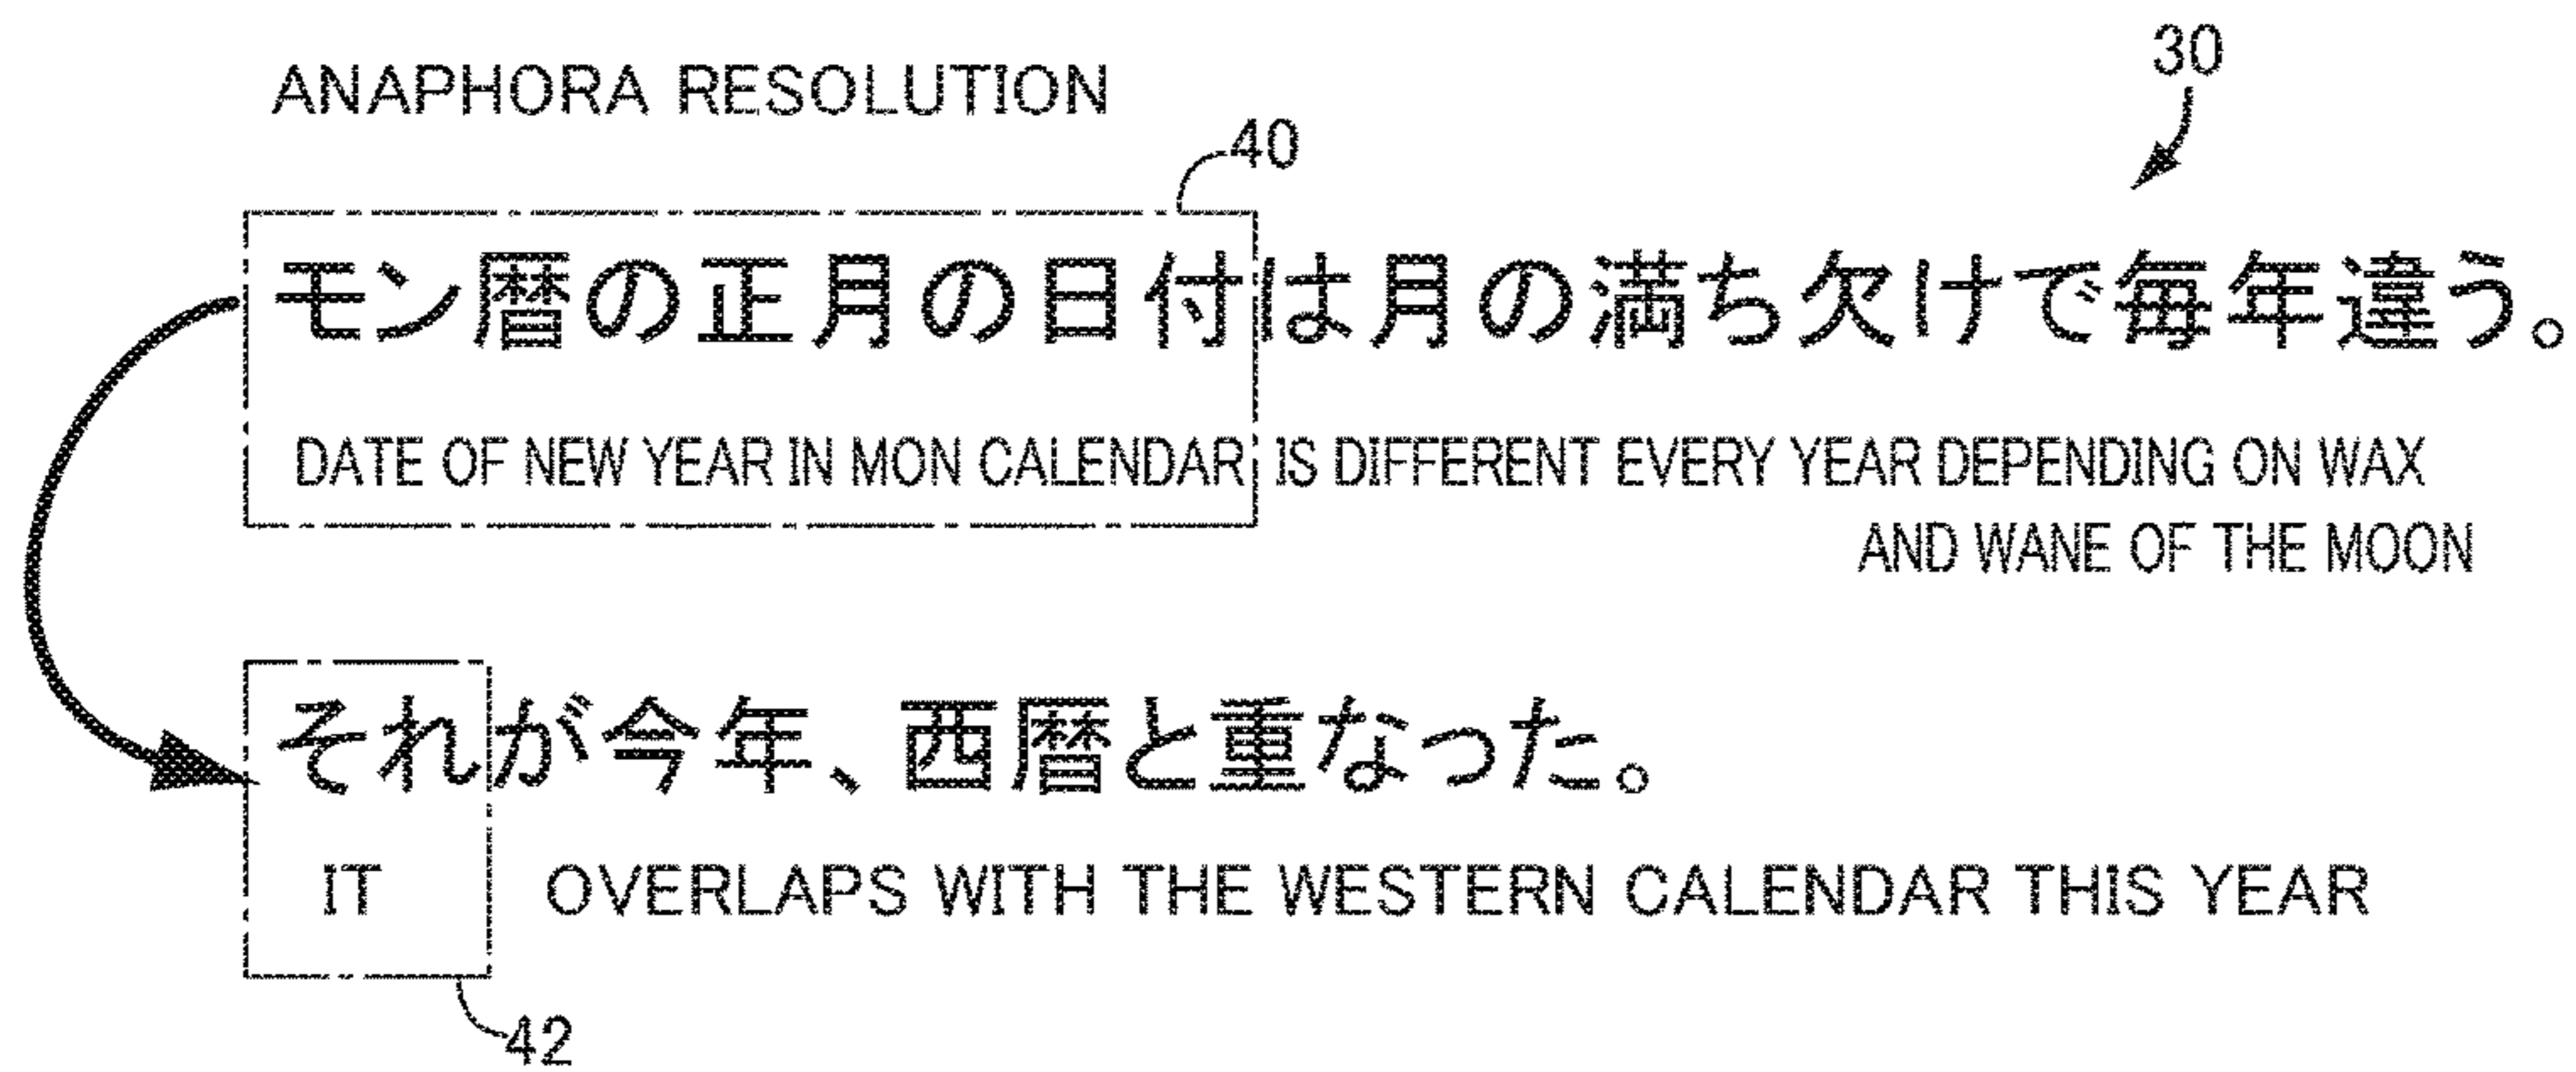 30
ANAPHORA RESOLUTION
40
モン暦の正月の日付は月の満ち欠けで毎年違う。
DATE OF NEW YEAR IN MON CALENDAR IS DIFFERENT EVERY YEAR DEPENDING ON WAX
AND WANE OF THE MOON
それが今年、西暦と重なった。
IT OVERLAPS WITH THE WESTERN CALENDAR THIS YEAR
42